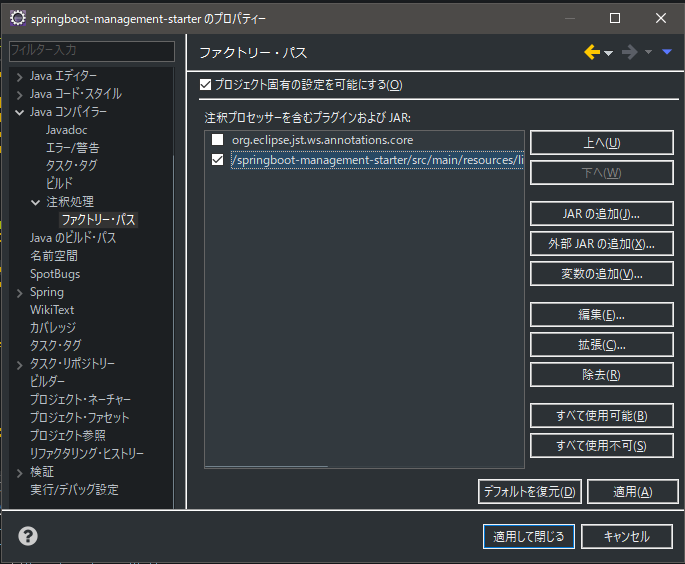 springboot-management-starter のプロパティー
フィルター入力
Java エディター
Java コード・スタイル
Java コンパイラー
Javadoc
エラー/警告
タスク・タグ
ビルド
注釈処理
ファクトリー・パス
Java のビルド・パス
名前空間
SpotBugs
Spring
WikiText
カバレッジ
タスク・タグ
タスク・リポジトリー
ビルダー
プロジェクト・ネーチャー
プロジェクト・ファセット
プロジェクト参照
リファクタリング・ヒストリー
検証
実行/デバッグ設定
ファクトリー・パス
プロジェクト固有の設定を可能にする(O)
注釈プロセッサーを含むプラグインおよび JAR:
org.eclipse.jst.ws.annotations.core
/springboot-management-starter/src/main/resources/li
上へ(U)
下へ(W)
JAR の追加(J)...
外部 JAR の追加(X)...
変数の追加(V)...
編集(E)...
拡張(C)...
除去(R)
すべて使用可能(B)
すべて使用不可(S)
デフォルトを復元(D)
適用(A)
適用して閉じる
キャンセル